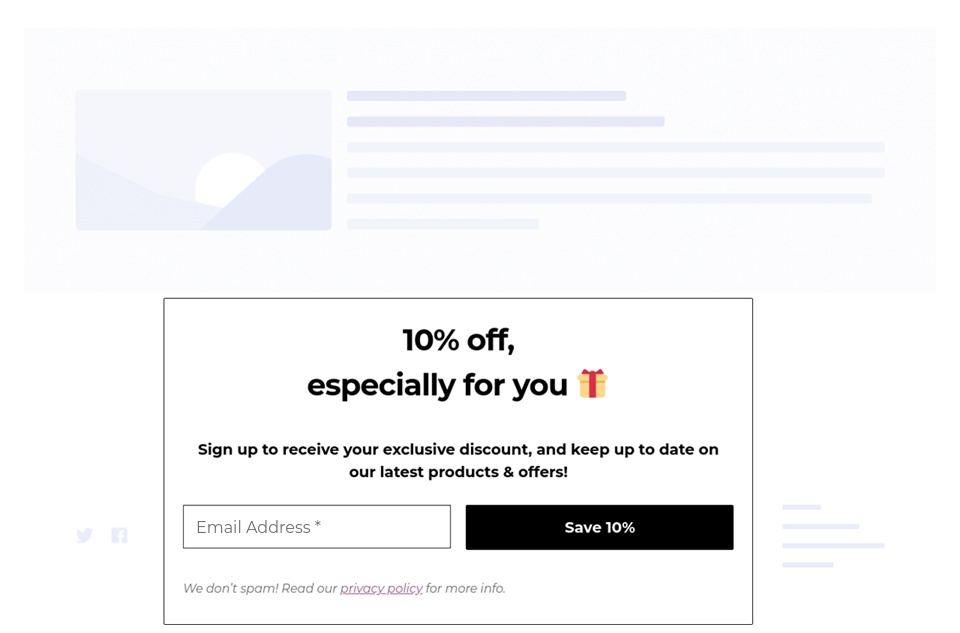 10% off,
especially for you 🎁
Sign up to receive your exclusive discount, and keep up to date on
our latest products & offers!
Email Address *
Save 10%
We don’t spam! Read our privacy policy for more info.